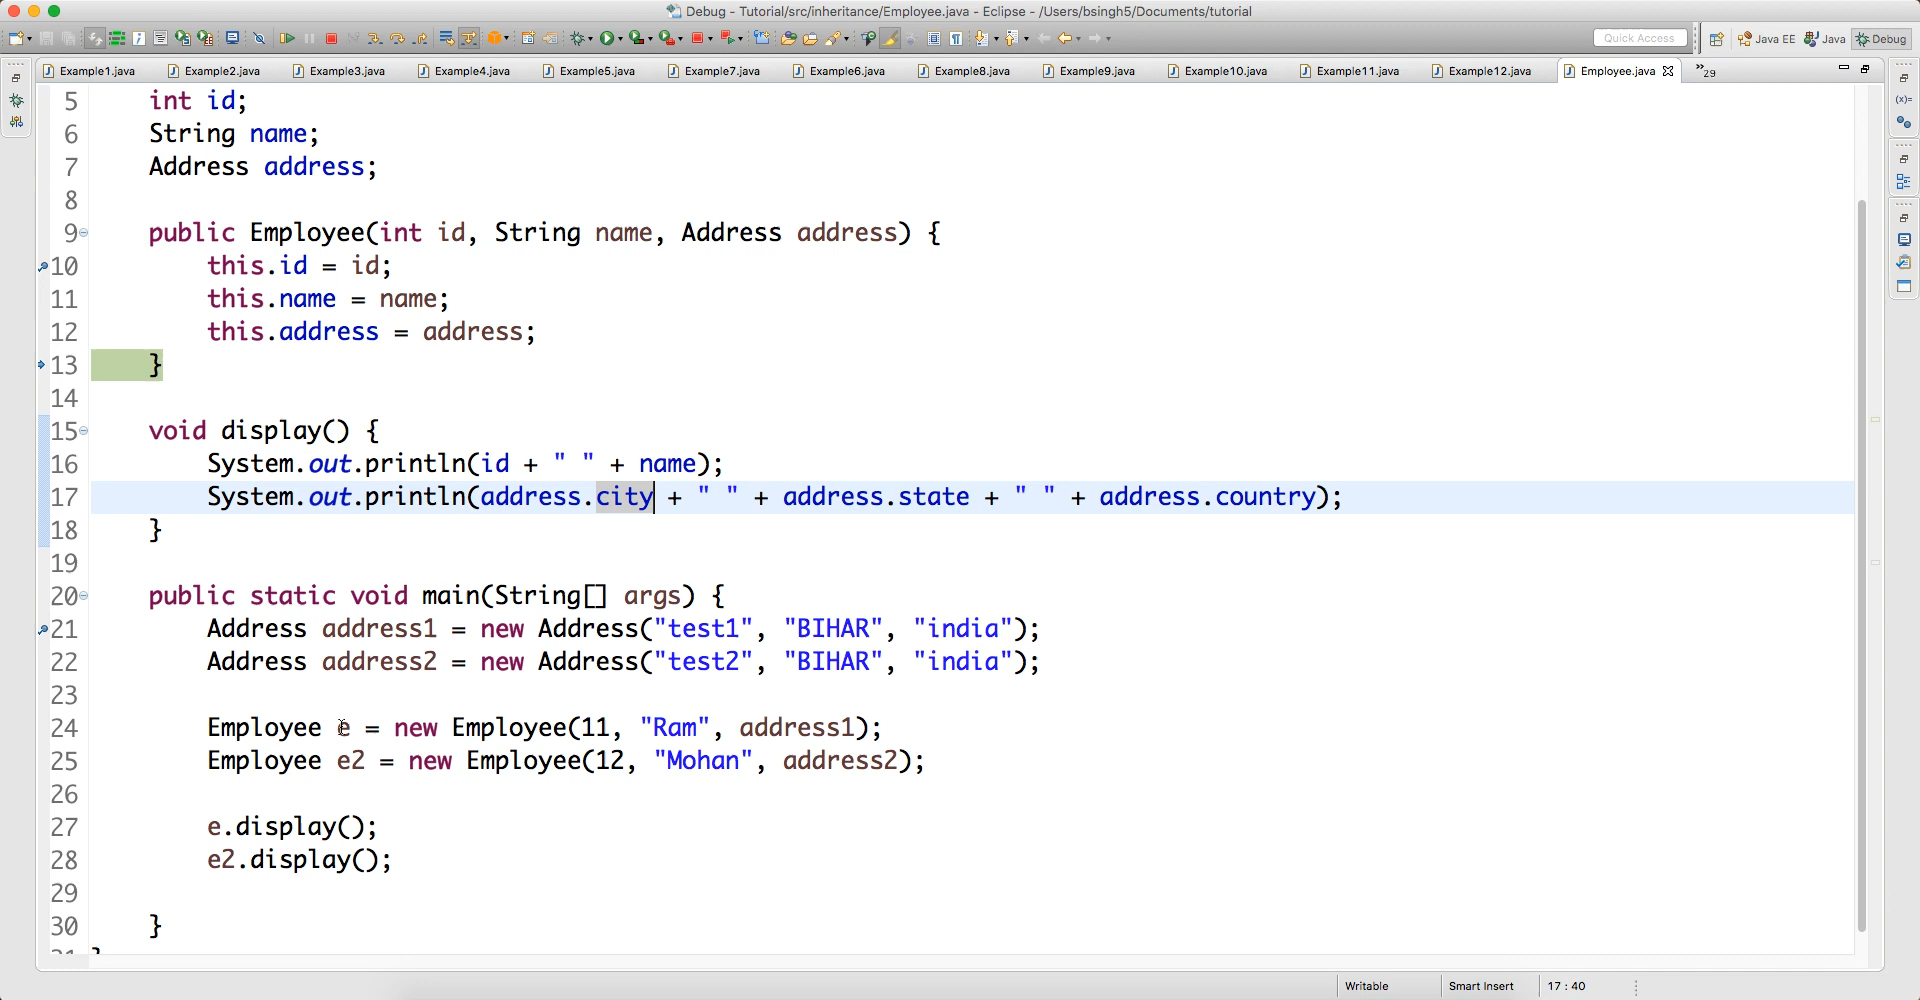 Debug - Tutorial/src/inheritance/Employee.java - Eclipse - /Users/bsingh5/Documents/tutorial
Quick Access
Java EE
Java
Debug
Example1.java
Example2.java
Example3.java
Example4.java
Example5.java
Example7.java
Example6.java
Example8.java
Example9.java
Example10.java
Example11.java
Example12.java
Employee.java
»29
5 int id;
6 String name;
7 Address address;
8
9 public Employee(int id, String name, Address address) {
10 this.id = id;
11 this.name = name;
12 this.address = address;
13 }
14
15 void display() {
16 System.out.println(id + " " + name);
17 System.out.println(address.city + " " + address.state + " " + address.country);
18 }
19
20 public static void main(String[] args) {
21 Address address1 = new Address("test1", "BIHAR", "india");
22 Address address2 = new Address("test2", "BIHAR", "india");
23
24 Employee e = new Employee(11, "Ram", address1);
25 Employee e2 = new Employee(12, "Mohan", address2);
26
27 e.display();
28 e2.display();
29
30 }
Writable
Smart Insert
17 : 40